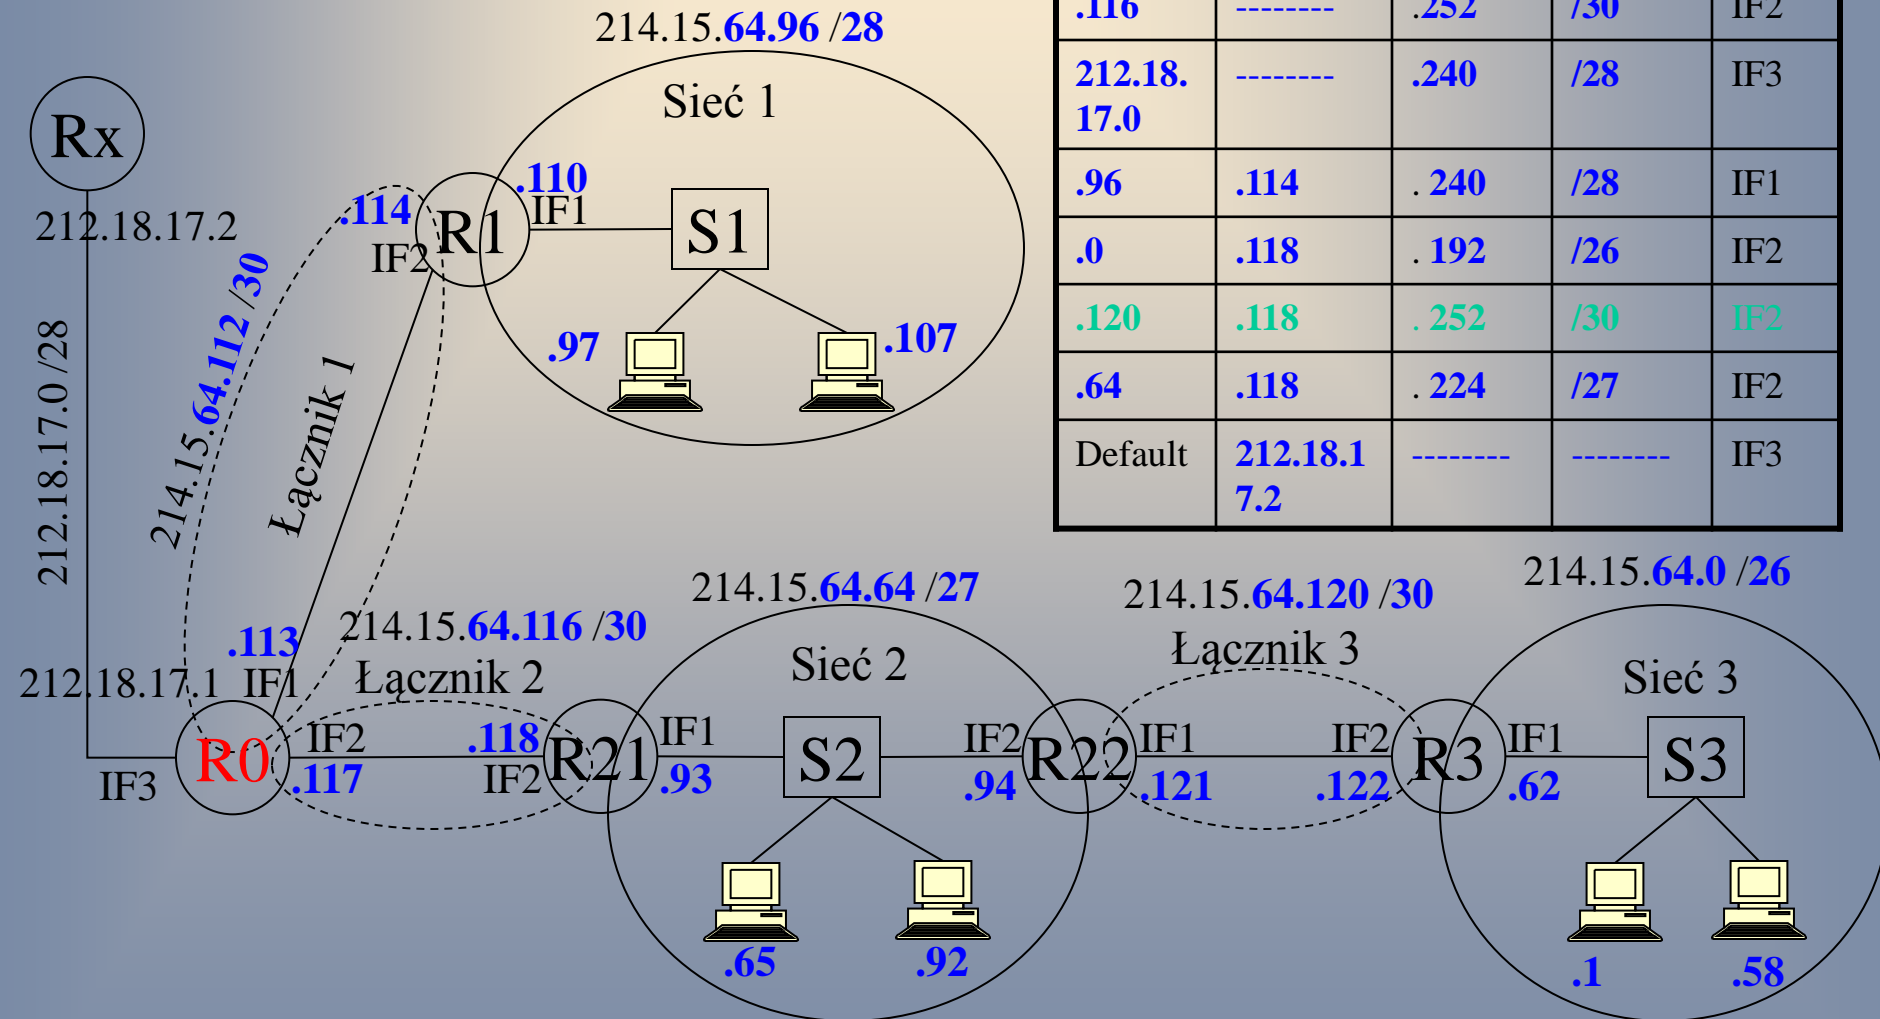 214.15.64.96 /28
.116 -------- .252 /30 IF2
212.18. -------- .240 /28 IF3
17.0
.96 .114 . 240 /28 IF1
.0 .118 . 192 /26 IF2
.120 .118 . 252 /30 IF2
.64 .118 . 224 /27 IF2
Default 212.18.1 -------- -------- IF3
7.2
Sieć 1
Rx
.110
IF1
.114
R1
IF2
S1
212.18.17.2
.97
.107
214.15.64.112 /30
Łącznik 1
212.18.17.0 /28
214.15.64.64 /27
214.15.64.120 /30
214.15.64.0 /26
.113
214.15.64.116 /30
Łącznik 3
Sieć 2
Sieć 3
212.18.17.1
IF1
Łącznik 2
R0
IF2
.118
R21
IF1
S2
IF2
R22
IF1
IF2
R3
IF1
S3
IF3
.117
IF2
.93
.94
.121
.122
.62
.65
.92
.1
.58